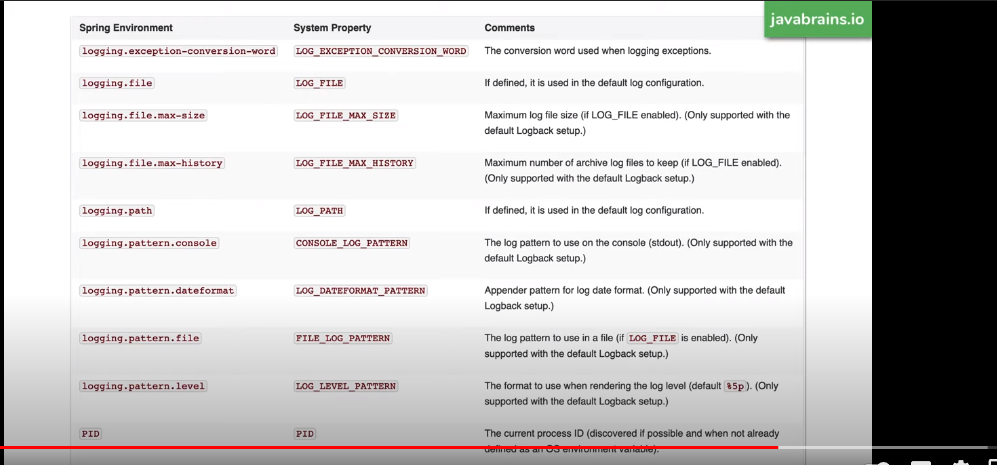 javabrains.io
Spring Environment System Property Comments
logging.exception-conversion-word LOG_EXCEPTION_CONVERSION_WORD The conversion word used when logging exceptions.
logging.file LOG_FILE If defined, it is used in the default log configuration.
logging.file.max-size LOG_FILE_MAX_SIZE Maximum log file size (if LOG_FILE enabled). (Only supported with the
default Logback setup.)
logging.file.max-history LOG_FILE_MAX_HISTORY Maximum number of archive log files to keep (if LOG_FILE enabled).
(Only supported with the default Logback setup.)
logging.path LOG_PATH If defined, it is used in the default log configuration.
logging.pattern.console CONSOLE_LOG_PATTERN The log pattern to use on the console (stdout). (Only supported with the
default Logback setup.)
logging.pattern.dateformat LOG_DATEFORMAT_PATTERN Appender pattern for log date format. (Only supported with the default
Logback setup.)
logging.pattern.file FILE_LOG_PATTERN The log pattern to use in a file (if LOG_FILE is enabled). (Only
supported with the default Logback setup.)
logging.pattern.level LOG_LEVEL_PATTERN The format to use when rendering the log level (default %5p). (Only
supported with the default Logback setup.)
PID PID The current process ID (discovered if possible and when not already
defined as an OS environment variable).